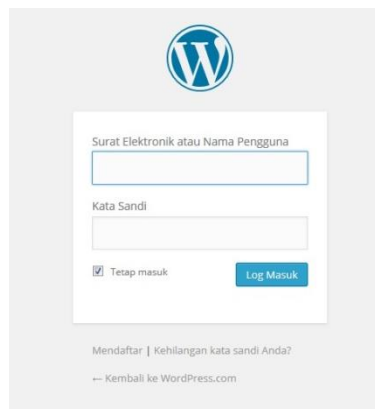 Surat Elektronik atau Nama Pengguna
Kata Sandi
Tetap masuk
Log Masuk
Mendaftar | Kehilangan kata sandi Anda?
← Kembali ke WordPress.com